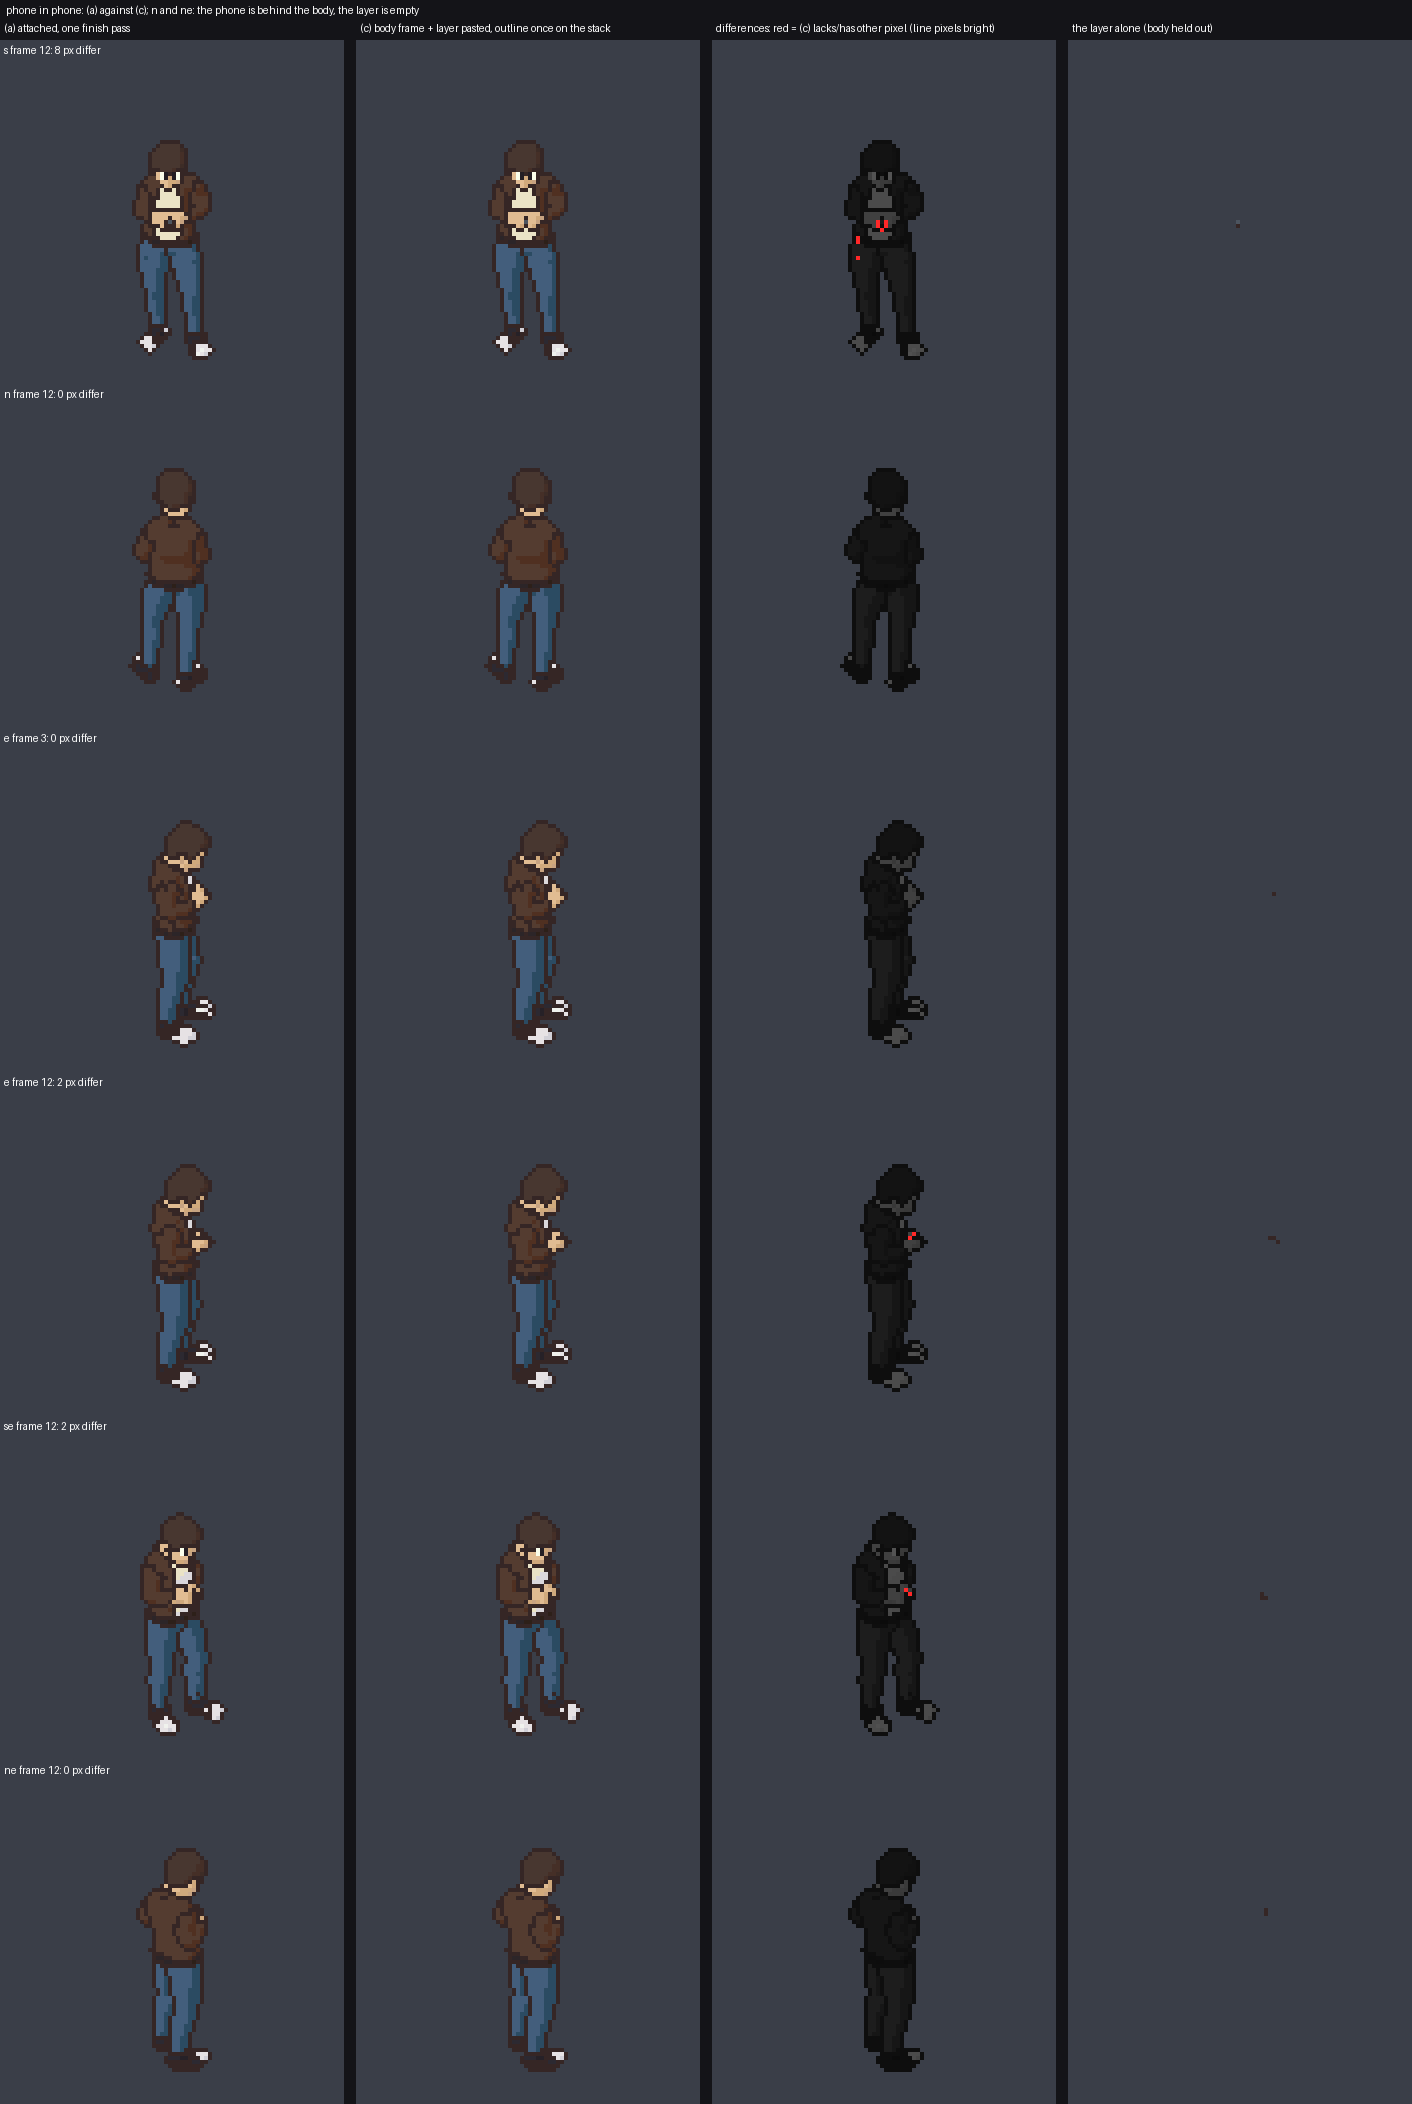 phone in phone: (a) against (c); n and ne: the phone is behind the body, the layer is empty
(a) attached, one finish pass
(c) body frame + layer pasted, outline once on the stack
differences: red = (c) lacks/has other pixel (line pixels bright)
the layer alone (body held out)
s frame 12: 8 px differ
n frame 12: 0 px differ
e frame 3: 0 px differ
e frame 12: 2 px differ
se frame 12: 2 px differ
ne frame 12: 0 px differ